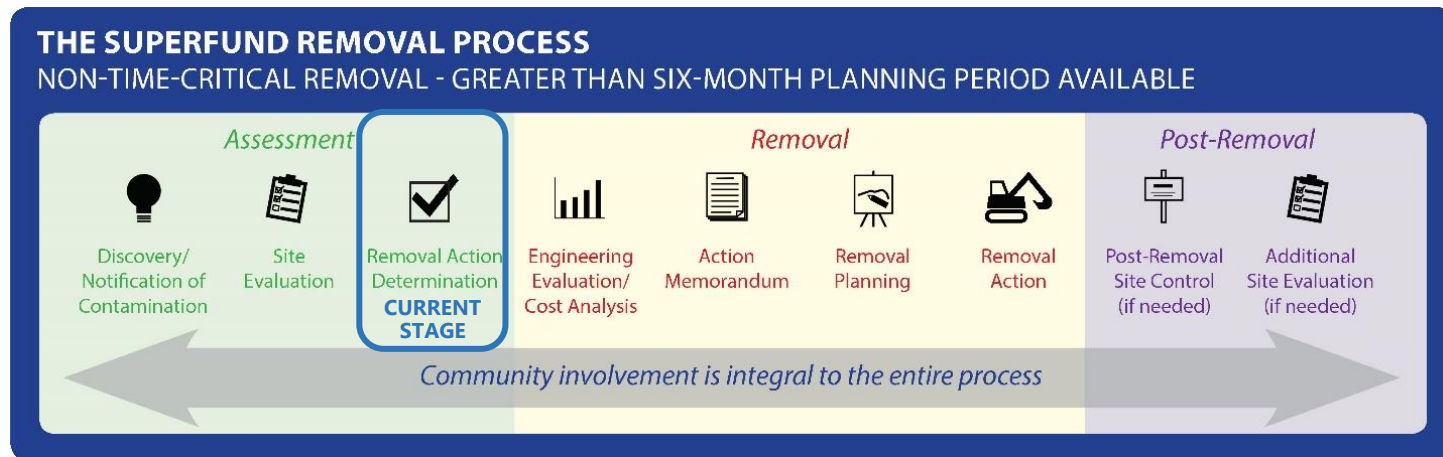 THE SUPERFUND REMOVAL PROCESS
NON-TIME-CRITICAL REMOVAL - GREATER THAN SIX-MONTH PLANNING PERIOD AVAILABLE
Assessment
Discovery/
Notification of
Contamination
Site
Evaluation
Removal Action
Determination
CURRENT
STAGE
Removal
Engineering
Evaluation/
Cost Analysis
Action
Memorandum
Removal
Planning
Removal
Action
Post-Removal
Post-Removal
Site Control
(if needed)
Additional
Site Evaluation
(if needed)
Community involvement is integral to the entire process